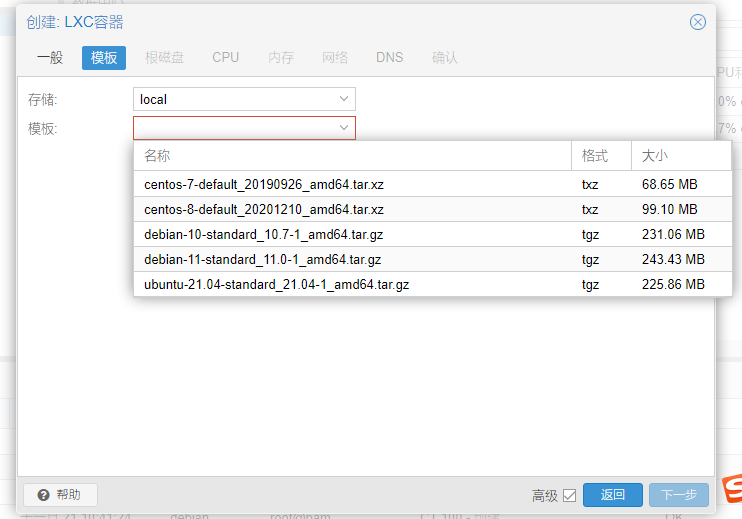 创建: LXC容器
一般 模板 根磁盘 CPU 内存 网络 DNS 确认
存储: local
模板:
名称 格式 大小
centos-7-default_20190926_amd64.tar.xz txz 68.65 MB
centos-8-default_20201210_amd64.tar.xz txz 99.10 MB
debian-10-standard_10.7-1_amd64.tar.gz tgz 231.06 MB
debian-11-standard_11.0-1_amd64.tar.gz tgz 243.43 MB
ubuntu-21.04-standard_21.04-1_amd64.tar.gz tgz 225.86 MB
帮助 高级 返回 下一步